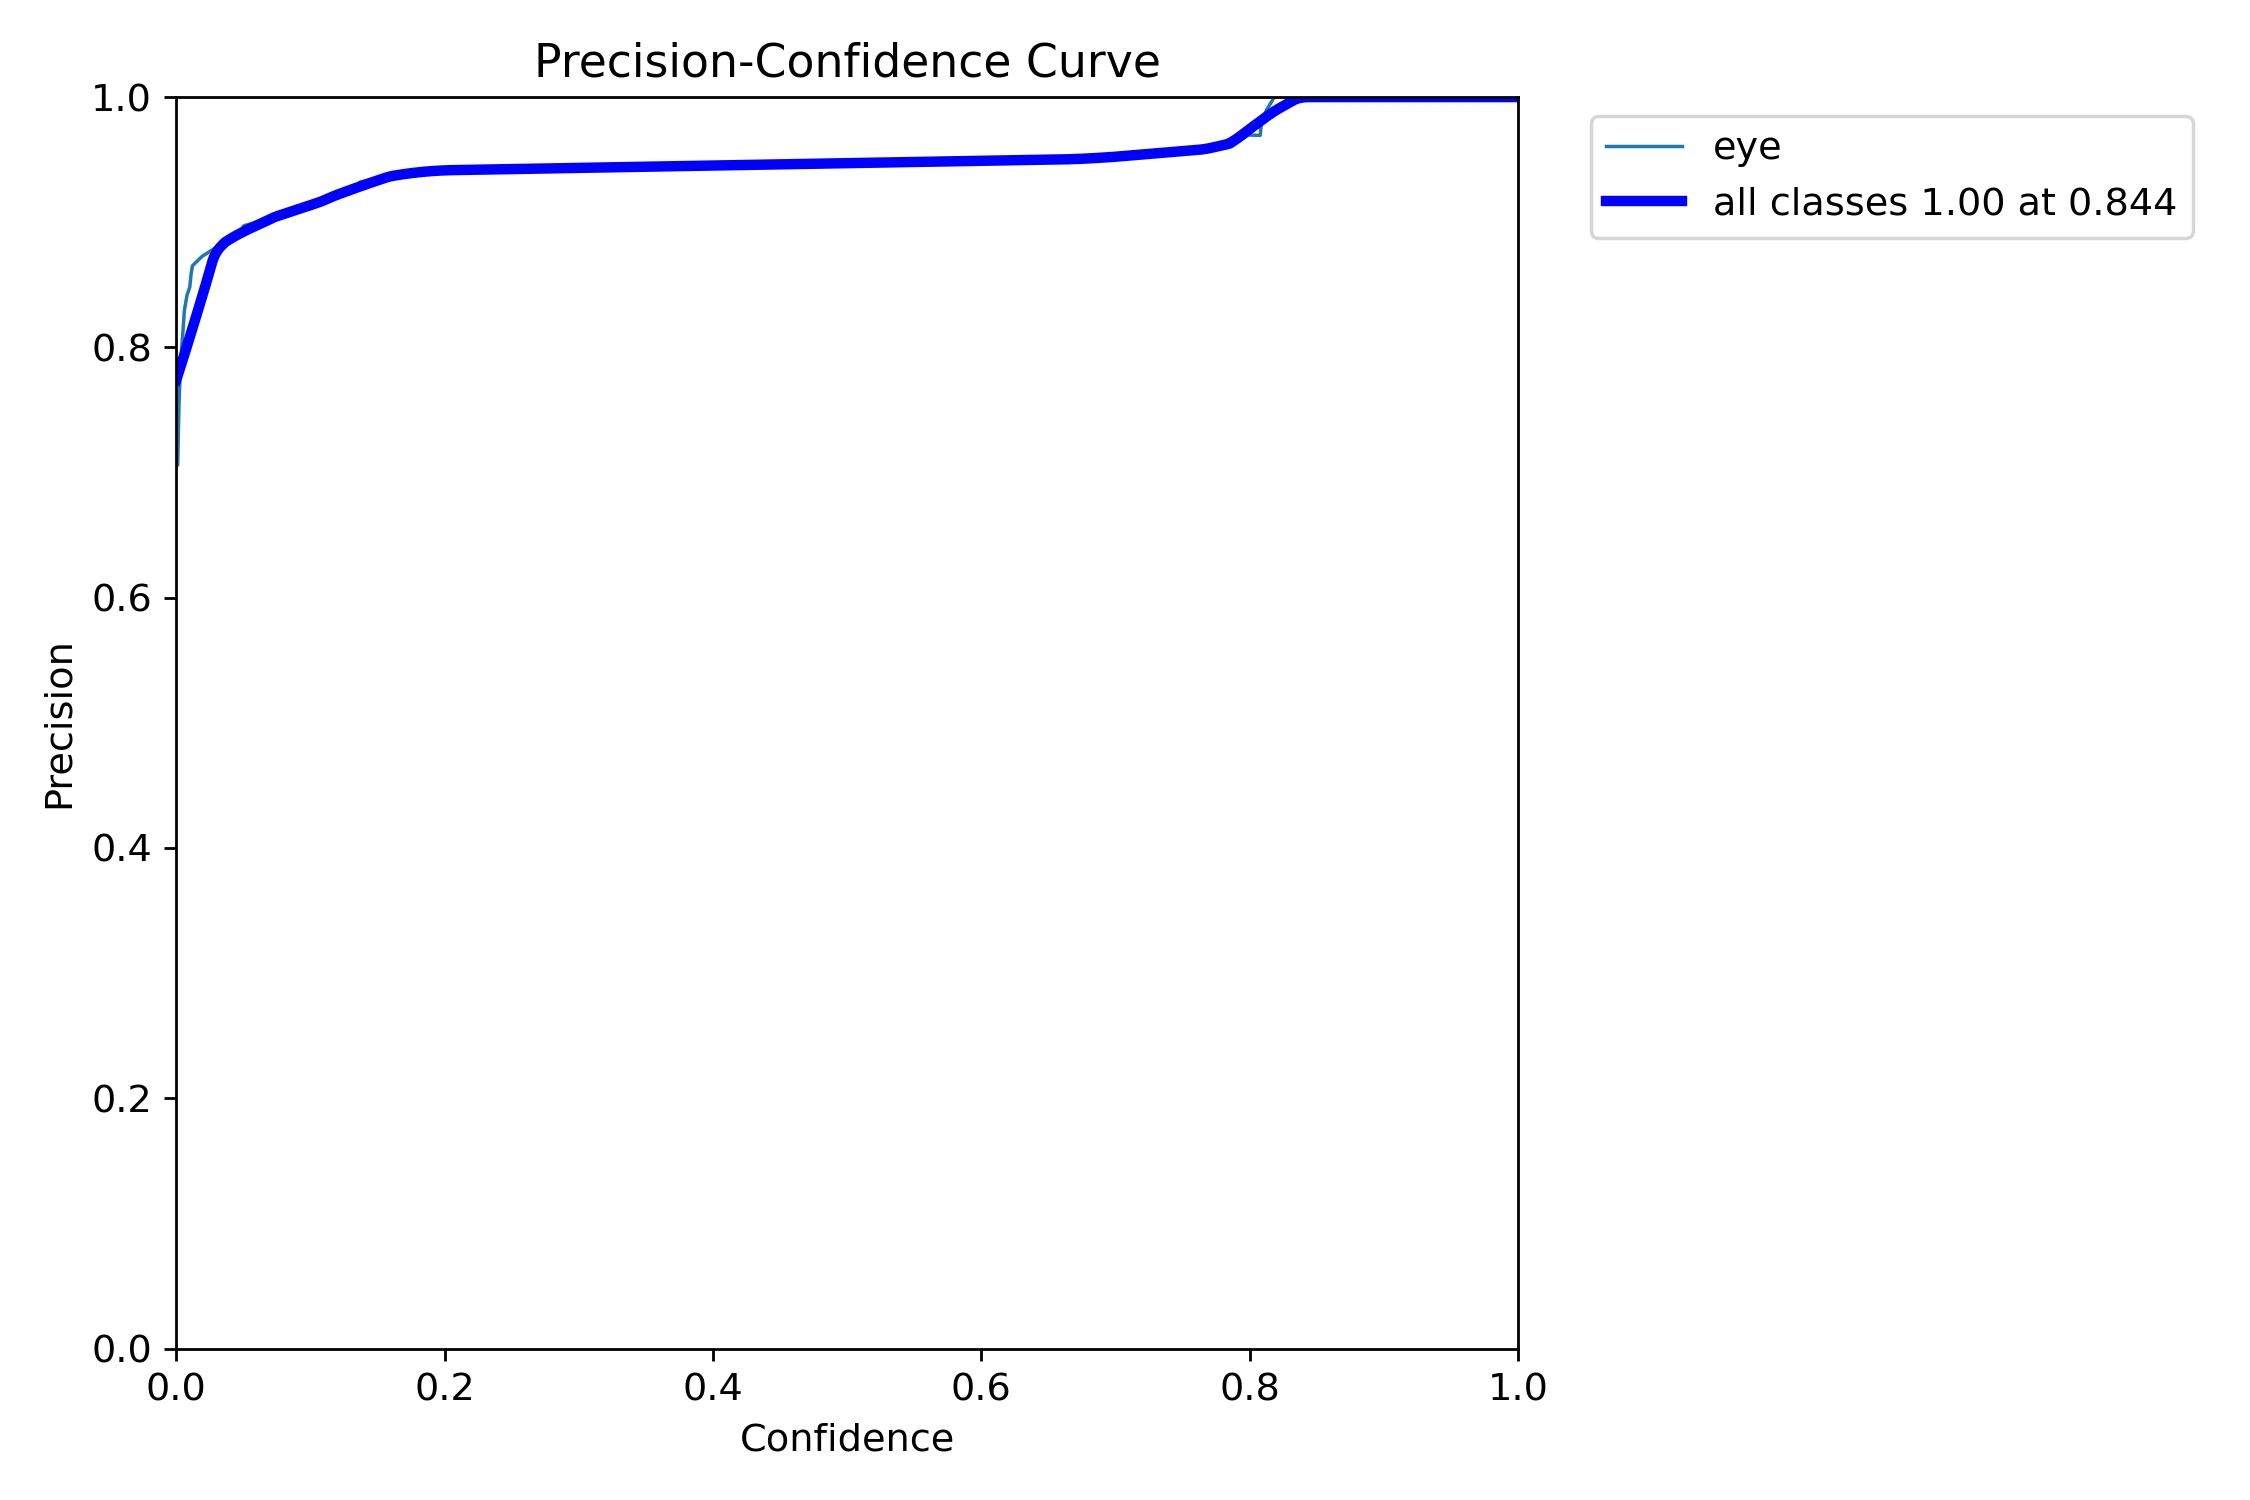 Precision-Confidence Curve
1.0
0.8
0.6
0.4
0.2
0.0
Precision
0.0 0.2 0.4 0.6 0.8 1.0
Confidence
eye
all classes 1.00 at 0.844